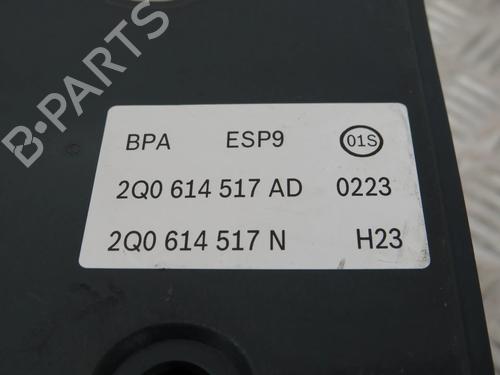 B-PARTS
BPA ESP9 01S
2Q0 614 517 AD 0223
2Q0 614 517 N H23